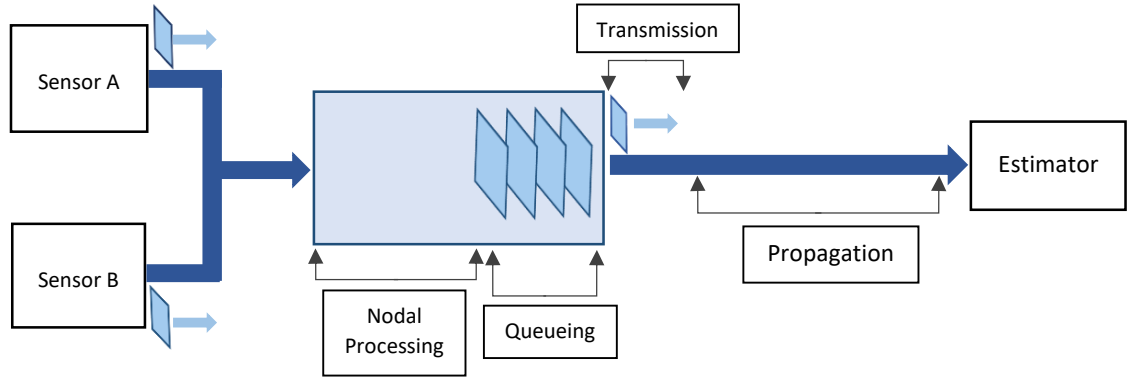 Transmission
Sensor A
Estimator
Propagation
Sensor B
Nodal
Processing
Queueing